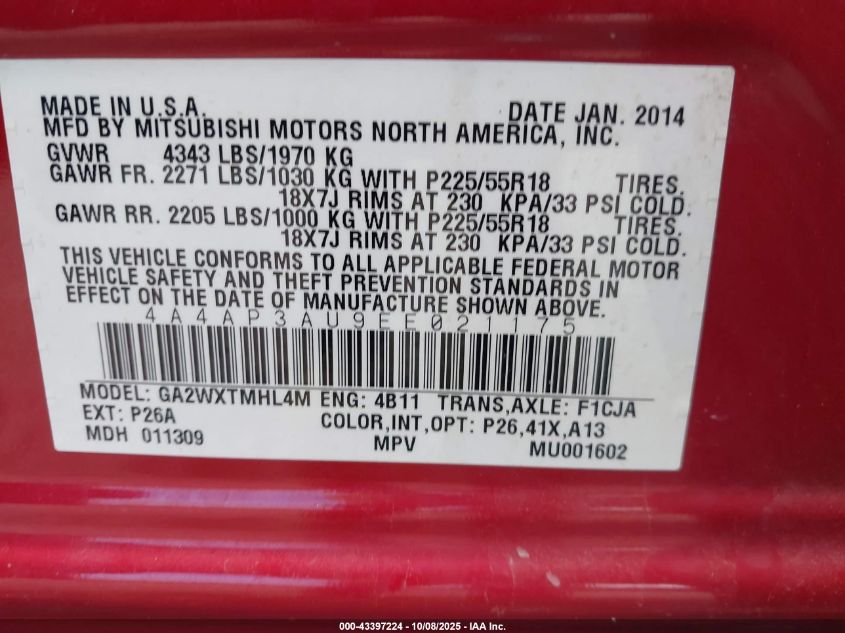 MADE IN U.S.A. DATE JAN. 2014
MFD BY MITSUBISHI MOTORS NORTH AMERICA, INC.
GVWR 4343 LBS/1970 KG
GAWR FR. 2271 LBS/1030 KG WITH P225/55R18 TIRES.
18X7J RIMS AT 230 KPA/33 PSI COLD.
GAWR RR. 2205 LBS/1000 KG WITH P225/55R18 TIRES.
18X7J RIMS AT 230 KPA/33 PSI COLD.
THIS VEHICLE CONFORMS TO ALL APPLICABLE FEDERAL MOTOR
VEHICLE SAFETY AND THEFT PREVENTION STANDARDS IN
EFFECT ON THE DATE OF MANUFACTURE SHOWN ABOVE.
4A4AP3AU9EE021175
MODEL: GA2WXTMHL4M ENG: 4B11 TRANS,AXLE: F1CJA
EXT: P26A COLOR,INT,OPT: P26,41X,A13
MDH 011309 MPV MU001602
000-43397224 - 10/08/2025 - IAA Inc.